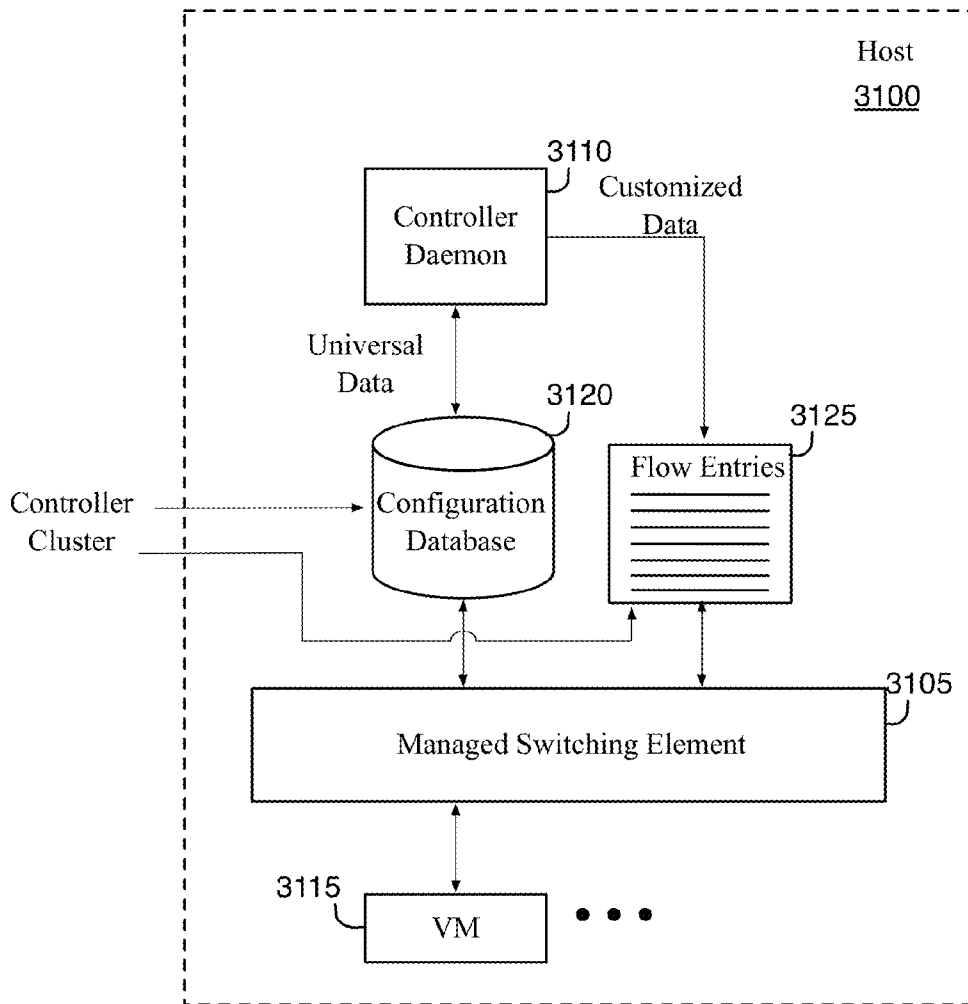 Host
3100
3110
Controller
Daemon
Customized
Data
Universal
Data
3120
3125
Flow Entries
Configuration
Database
Controller
Cluster
3105
Managed Switching Element
3115
VM